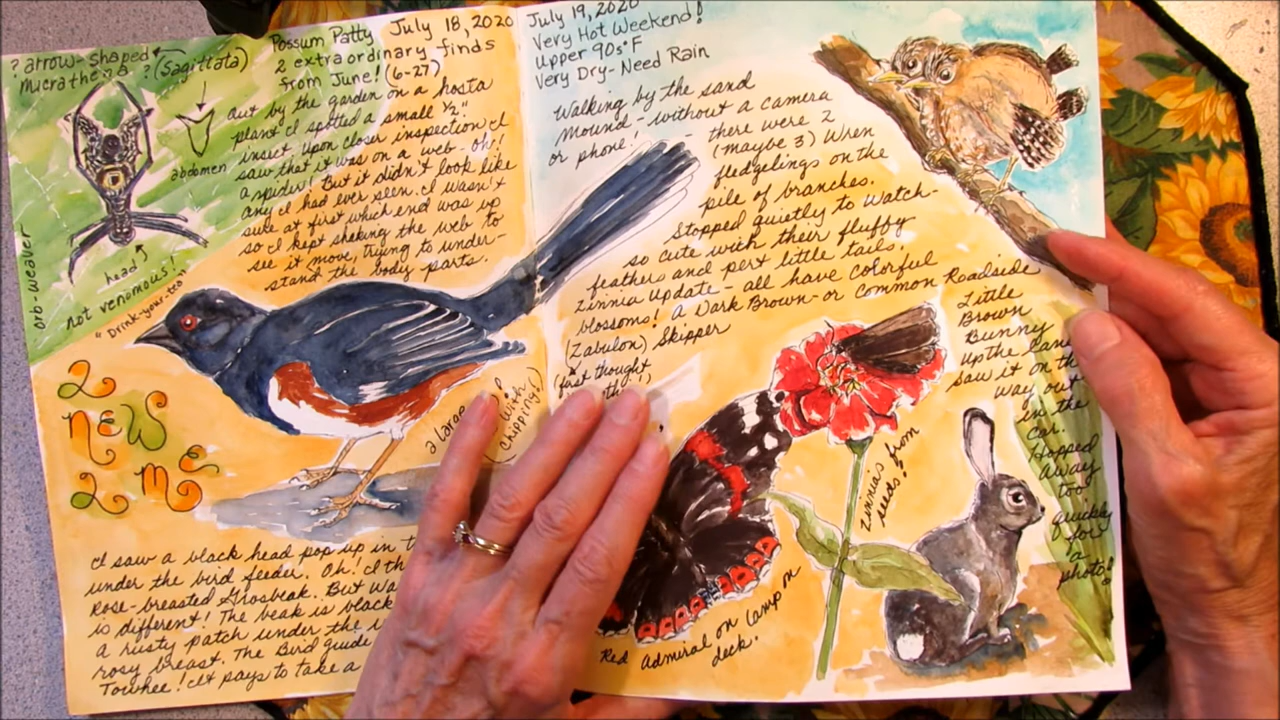 ? arrow-shaped
Micrathena ? (Sagittata)
abdomen
head
not venomous!
orb-weaver
Possum Patty July 18, 2020
2 extraordinary finds
from June! (6-27)
Out by the garden on a hosta
plant I spotted a small ½"
insect upon closer inspection I
saw that it was on a web - oh!
a spider! But it didn't look like
any I had ever seen. I wasn't
sure at first which end was up
so I kept shaking the web to
see it move, trying to under-
stand the body parts.
"Drink-your-tea"
2
NEW
2 ME
a large
with
chipping!)
I saw a black head pop up in
under the bird feeder. Oh! I th
Rose-breasted Grosbeak. But Wa
is different! The beak is black
a rusty patch under the
rosy breast. The Bird guide
Towhee! It pays to take a
July 19, 2020
Very Hot Weekend!
Upper 90s°F
Very Dry-Need Rain
Walking by the sand
mound - without a camera
or phone! - there were 2
(maybe 3) Wren
fledgelings on the
pile of branches.
Stopped quietly to watch-
so cute with their fluffy
feathers and pert little tails.
Zinnia Update - all have colorful
blossoms! A Dark Brown- or Common Roadside
(Zabulon) Skipper
(first thought
Little
Brown
Bunny
up the Lane
saw it on the
way out
in the
car.
Hopped
away
too
quickly
for
a
photo!
zinnias from
seeds!
Red Admiral on lamp on
deck.